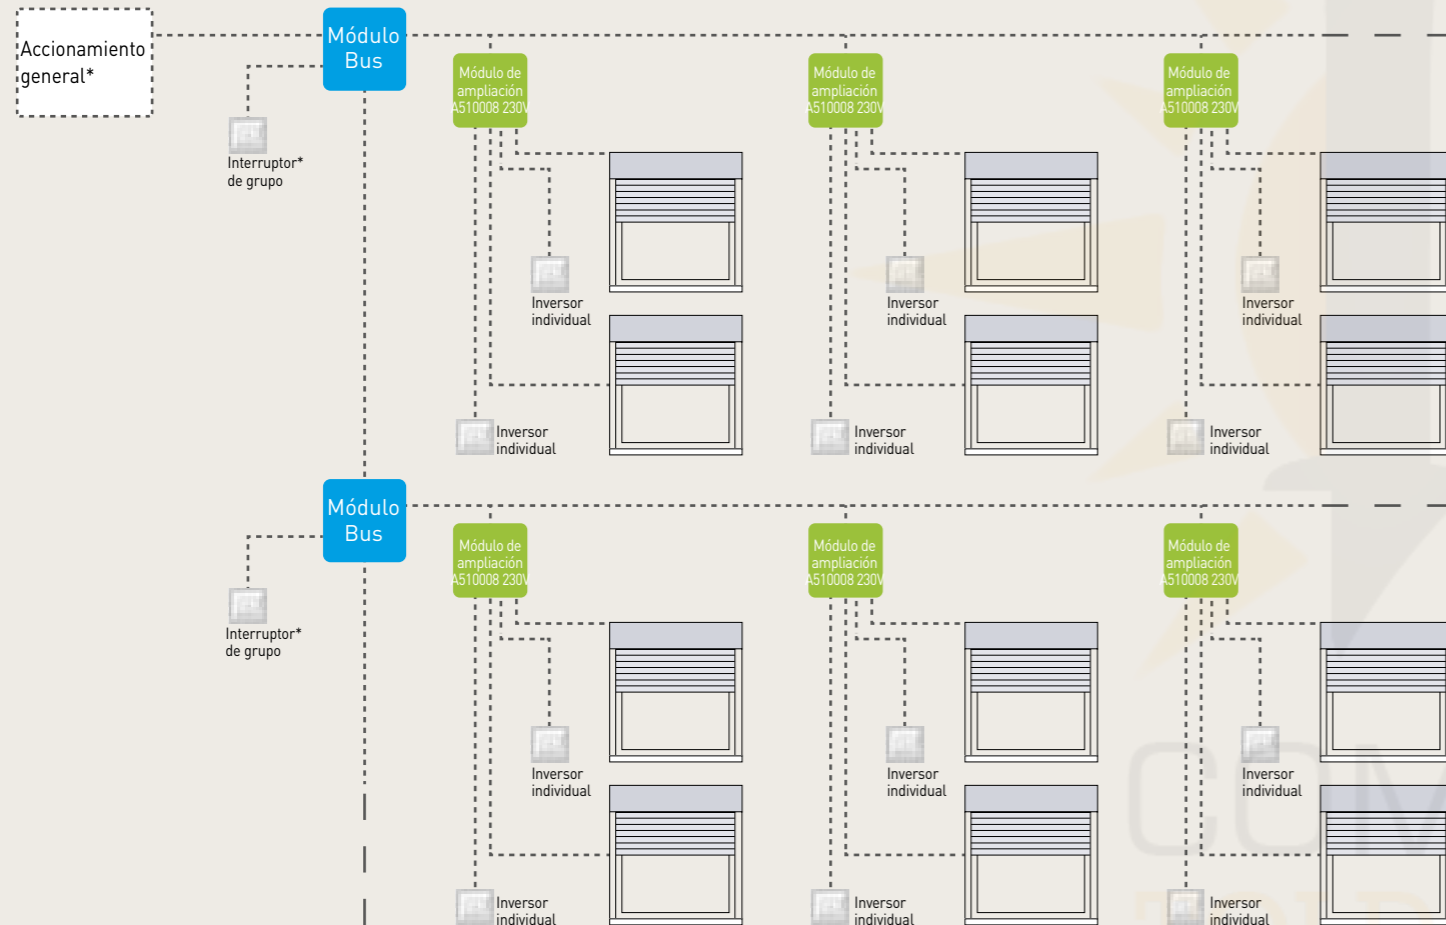 Accionamiento
general*
Módulo
Bus
Módulo de
ampliación
A510008 230V
Módulo de
ampliación
A510008 230V
Módulo de
ampliación
A510008 230V
Interruptor*
de grupo
Inversor
individual
Inversor
individual
Inversor
individual
Inversor
individual
Inversor
individual
Inversor
individual
Módulo
Bus
Módulo de
ampliación
A510008 230V
Módulo de
ampliación
A510008 230V
Módulo de
ampliación
A510008 230V
Interruptor*
de grupo
Inversor
individual
Inversor
individual
Inversor
individual
COM
Inversor
individual
Inversor
individual
Inversor
individual